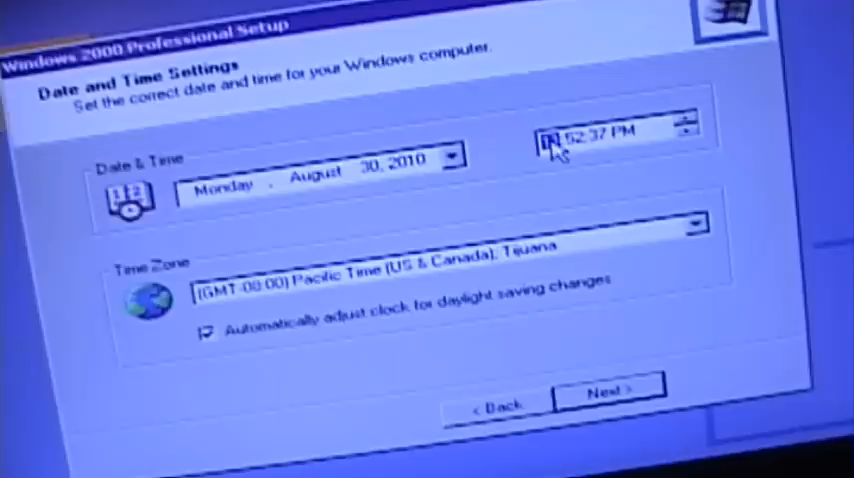 Windows 2000 Professional Setup
Date and Time Settings
Set the correct date and time for your Windows computer.
Date & Time
Monday , August 30, 2010
:52:37 PM
Time Zone
(GMT-08:00) Pacific Time (US & Canada); Tijuana
Automatically adjust clock for daylight saving changes
< Back
Next >